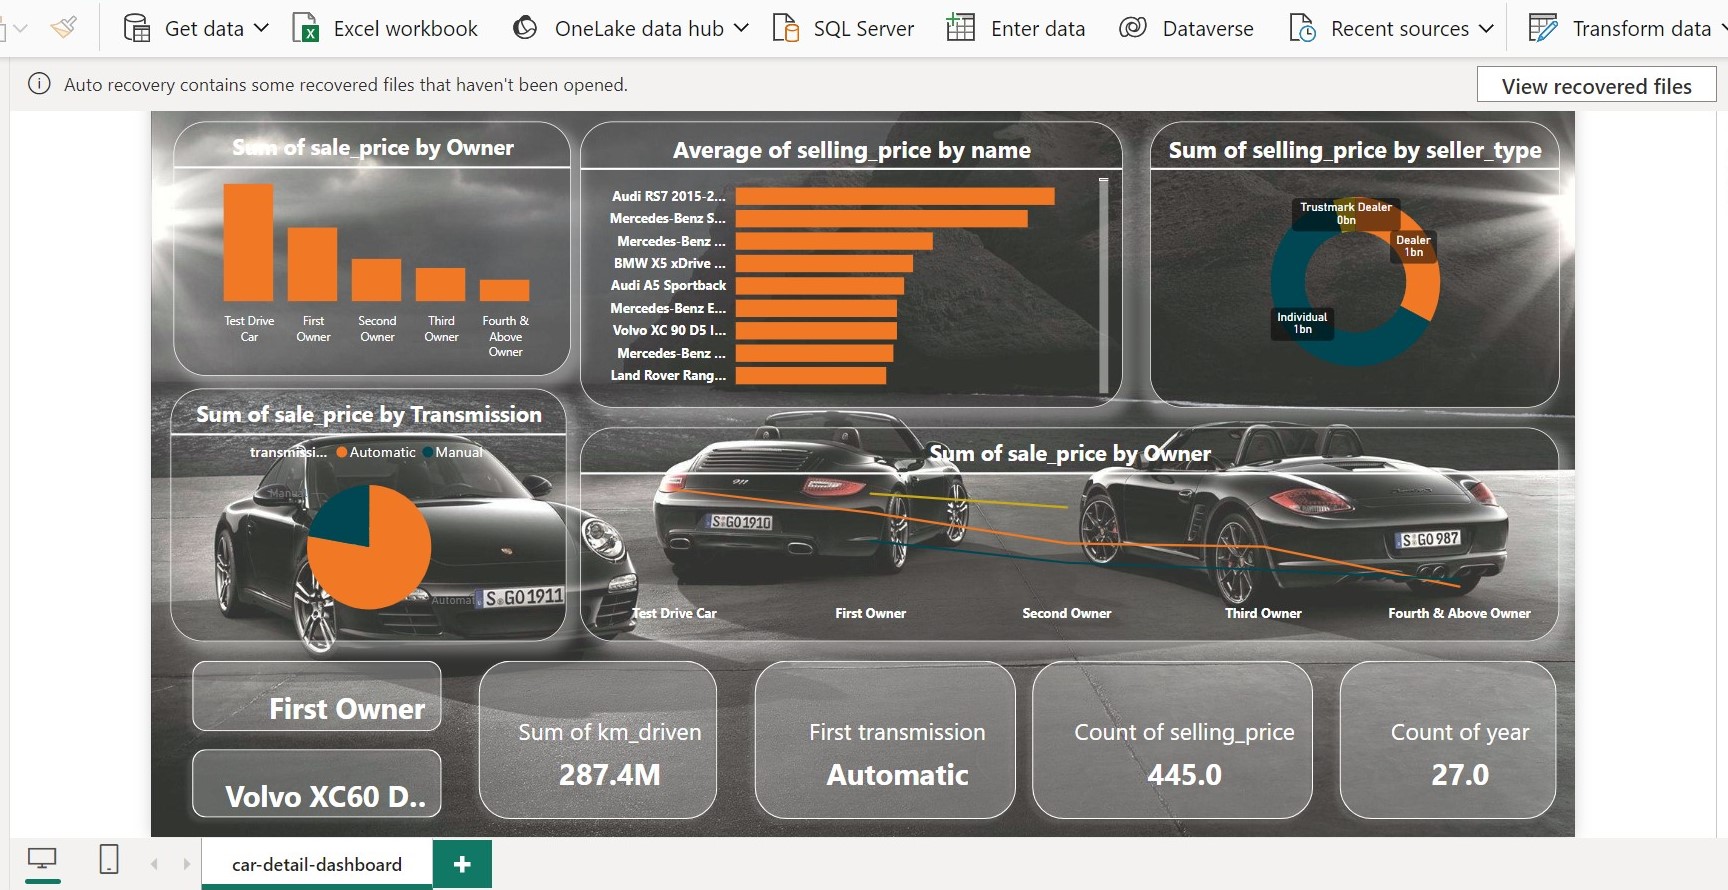 Get data
Excel workbook
OneLake data hub
SQL Server
Enter data
Dataverse
Recent sources
Transform data
Auto recovery contains some recovered files that haven't been opened.
View recovered files
Sum of sale_price by Owner
Test Drive Car
First Owner
Second Owner
Third Owner
Fourth & Above Owner
Average of selling_price by name
Audi RS7 2015-2...
Mercedes-Benz S...
Mercedes-Benz ...
BMW X5 xDrive ...
Audi A5 Sportback
Mercedes-Benz E...
Volvo XC 90 D5 I...
Mercedes-Benz ...
Land Rover Rang...
Sum of selling_price by seller_type
Trustmark Dealer
0bn
Dealer
1bn
Individual
1bn
Sum of sale_price by Transmission
transmissi... Automatic Manual
Manual
Automat
S GO 1911
Sum of sale_price by Owner
911
S GO 1910
S GO 987
Test Drive Car
First Owner
Second Owner
Third Owner
Fourth & Above Owner
First Owner
Volvo XC60 D..
Sum of km_driven
287.4M
First transmission
Automatic
Count of selling_price
445.0
Count of year
27.0
car-detail-dashboard
+